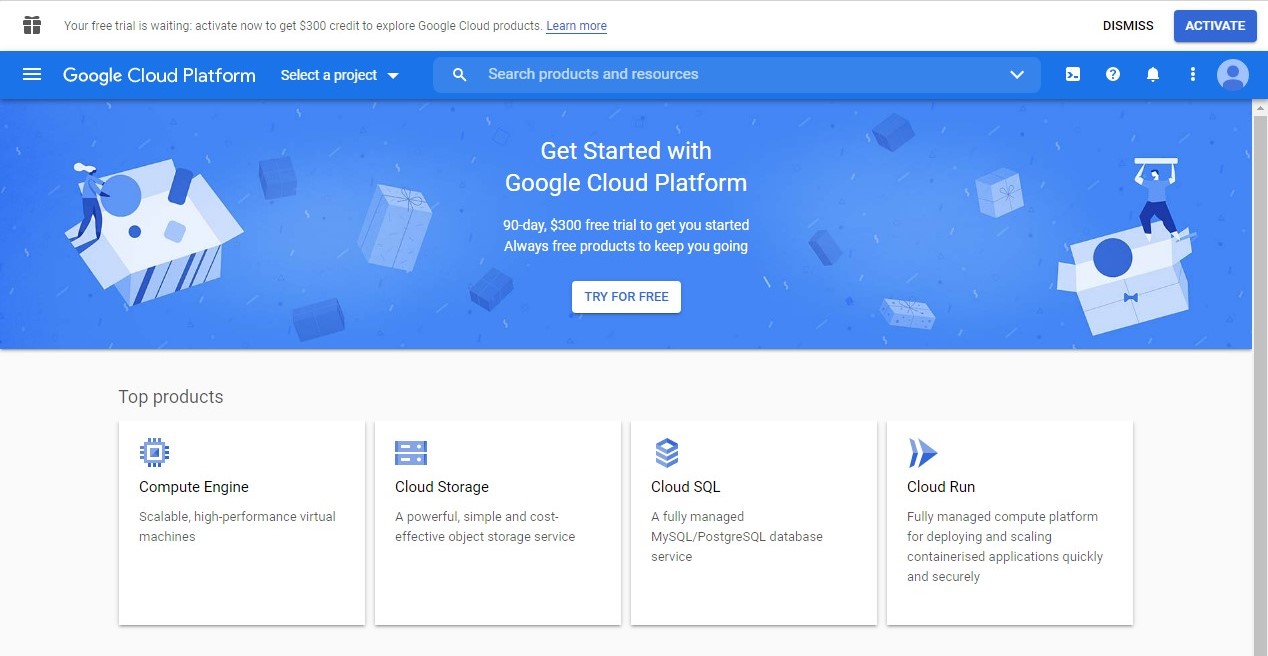 Your free trial is waiting: activate now to get $300 credit to explore Google Cloud products. Learn more
DISMISS
ACTIVATE
Google Cloud Platform
Select a project
Search products and resources
Get Started with
Google Cloud Platform
90-day, $300 free trial to get you started
Always free products to keep you going
TRY FOR FREE
Top products
Compute Engine
Scalable, high-performance virtual
machines
Cloud Storage
A powerful, simple and cost-
effective object storage service
Cloud SQL
A fully managed
MySQL/PostgreSQL database
service
Cloud Run
Fully managed compute platform
for deploying and scaling
containerised applications quickly
and securely